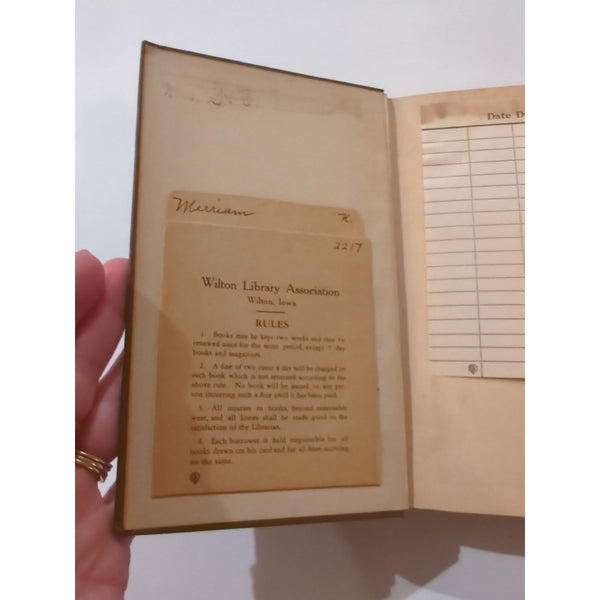 Merriam
2217
Wilton Library Association
Wilton, Iowa
RULES
1. Books may be kept two weeks and may be
renewed once for the same period, except 7 day
books and magazines.
2. A fine of two cents a day will be charged on
each book which is not returned according to the
above rule. No book will be issued to any per-
son incurring such a fine until it has been paid.
3. All injuries to books, beyond reasonable
wear, and all losses shall be made good to the
satisfaction of the Librarian.
4. Each borrower is held responsible for all
books drawn on his card and for all fines accruing
on the same.
Date D